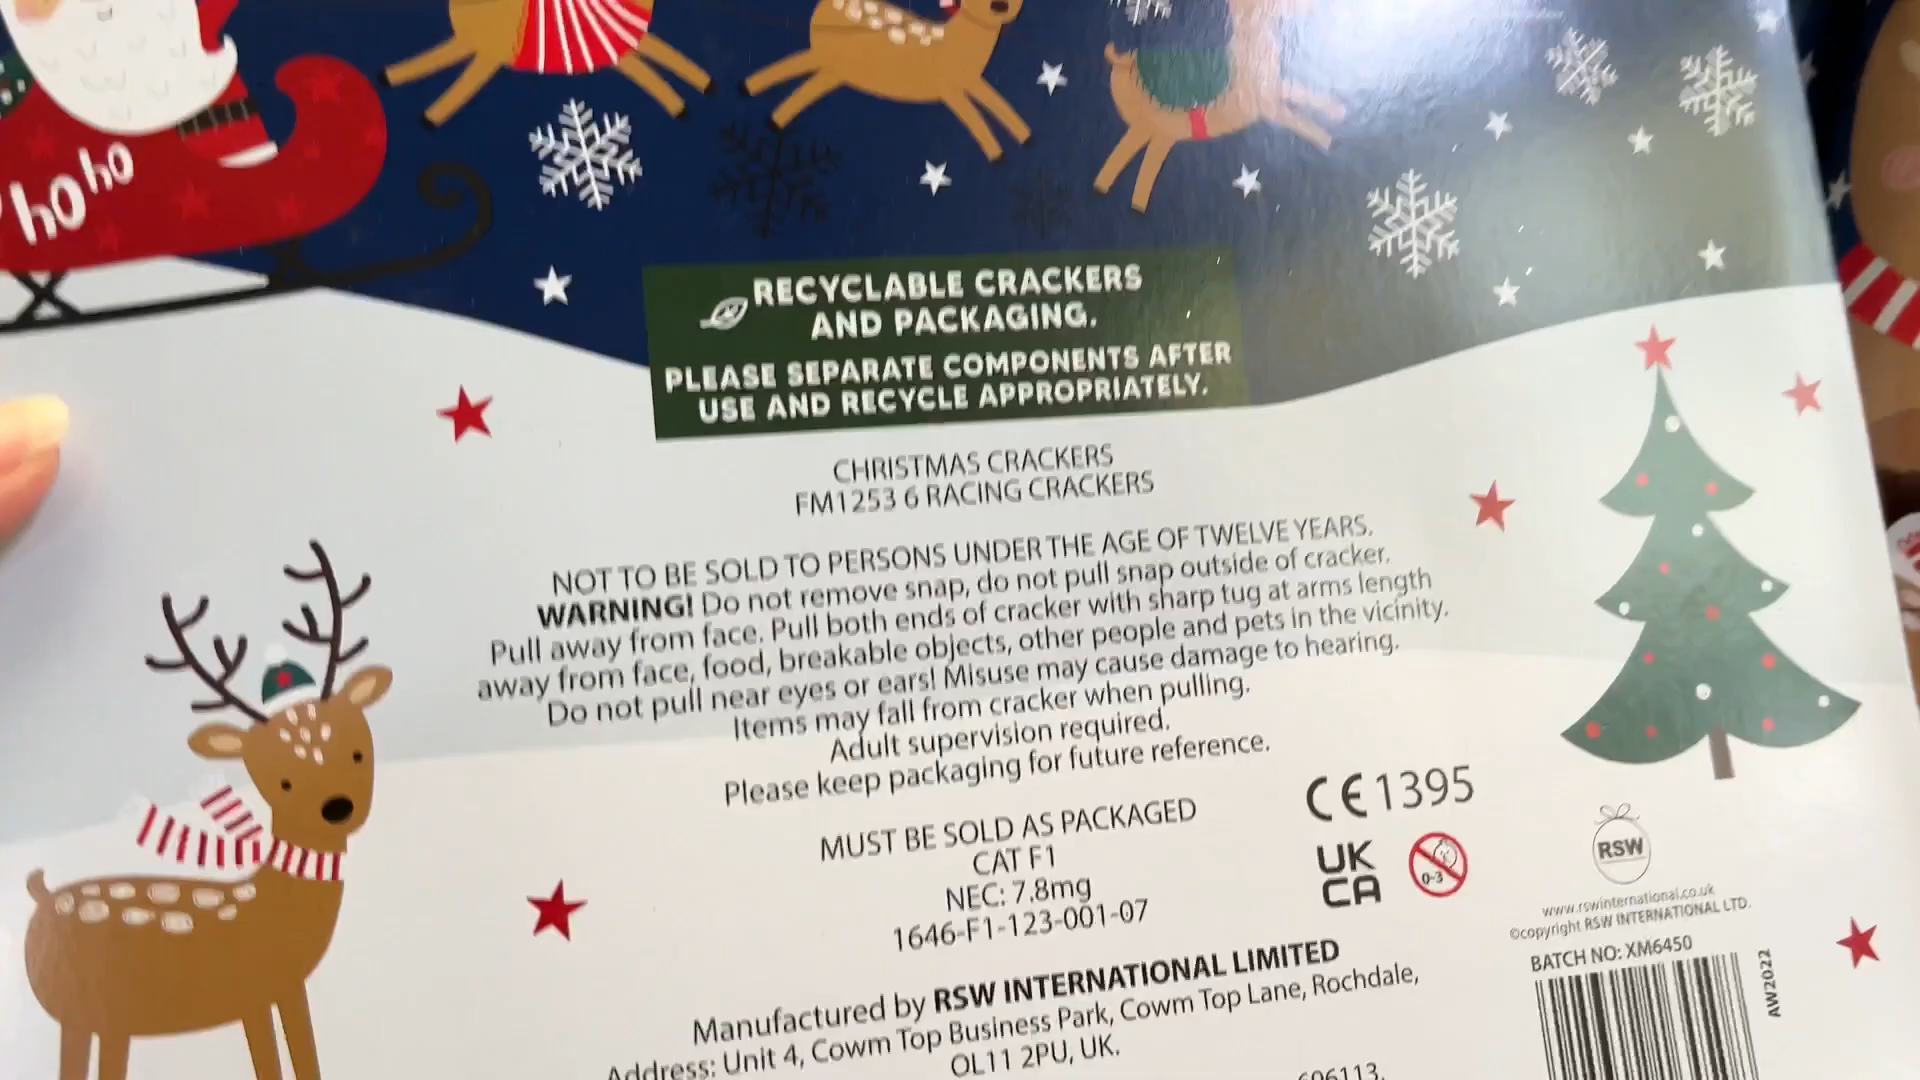 ho ho
RECYCLABLE CRACKERS
AND PACKAGING.
PLEASE SEPARATE COMPONENTS AFTER
USE AND RECYCLE APPROPRIATELY.
CHRISTMAS CRACKERS
FM1253 6 RACING CRACKERS
NOT TO BE SOLD TO PERSONS UNDER THE AGE OF TWELVE YEARS.
WARNING! Do not remove snap, do not pull snap outside of cracker.
Pull away from face. Pull both ends of cracker with sharp tug at arms length
away from face, food, breakable objects, other people and pets in the vicinity.
Do not pull near eyes or ears! Misuse may cause damage to hearing.
Items may fall from cracker when pulling.
Adult supervision required.
Please keep packaging for future reference.
MUST BE SOLD AS PACKAGED
CAT F1
NEC: 7.8mg
1646-F1-123-001-07
CE 1395
UK
CA
0-3
RSW
www.rswinternational.co.uk
©copyright RSW INTERNATIONAL LTD.
BATCH NO: XM6450
AW2022
Manufactured by RSW INTERNATIONAL LIMITED
Address: Unit 4, Cowm Top Business Park, Cowm Top Lane, Rochdale,
OL11 2PU, UK.